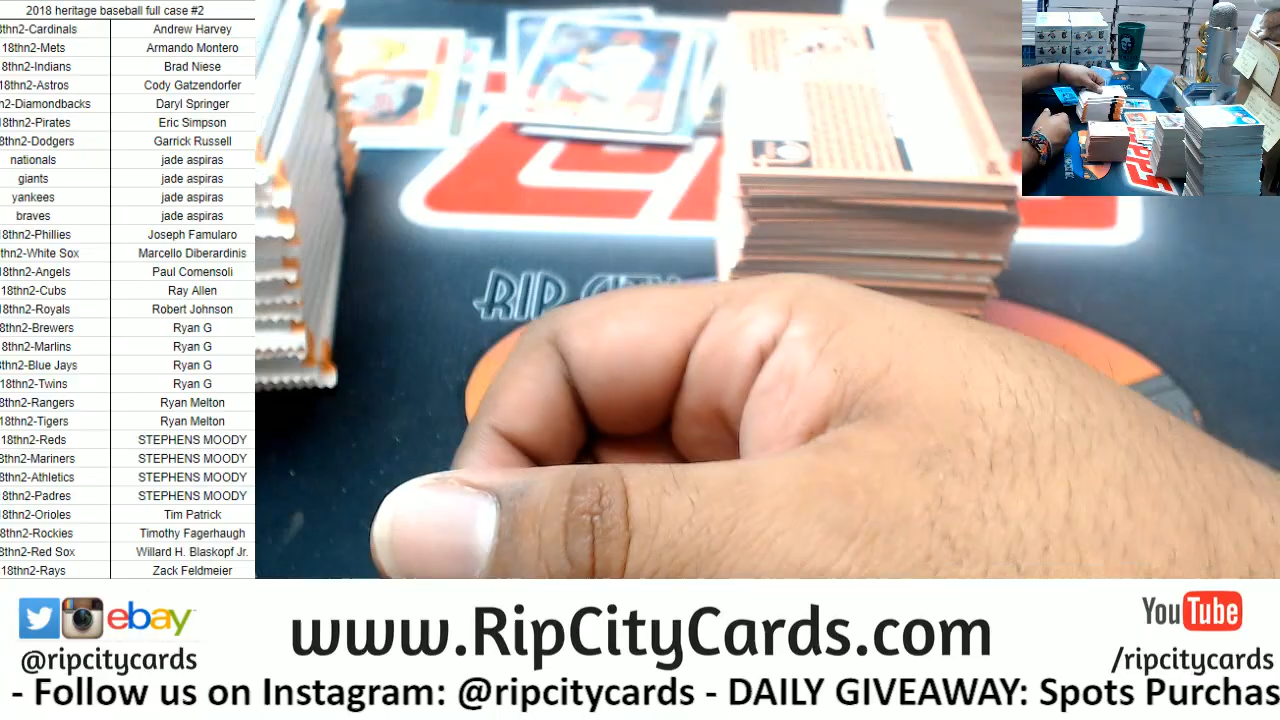 2018 heritage baseball full case #2
8thn2-Cardinals Andrew Harvey
18thn2-Mets Armando Montero
18thn2-Indians Brad Niese
18thn2-Astros Cody Gatzendorfer
n2-Diamondbacks Daryl Springer
8thn2-Pirates Eric Simpson
8thn2-Dodgers Garrick Russell
nationals jade aspiras
giants jade aspiras
yankees jade aspiras
braves jade aspiras
8thn2-Phillies Joseph Famularo
thn2-White Sox Marcello Diberardinis
8thn2-Angels Paul Comensoli
18thn2-Cubs Ray Allen
8thn2-Royals Robert Johnson
8thn2-Brewers Ryan G
8thn2-Marlins Ryan G
thn2-Blue Jays Ryan G
18thn2-Twins Ryan G
8thn2-Rangers Ryan Melton
18thn2-Tigers Ryan Melton
18thn2-Reds STEPHENS MOODY
8thn2-Mariners STEPHENS MOODY
8thn2-Athletics STEPHENS MOODY
8thn2-Padres STEPHENS MOODY
8thn2-Orioles Tim Patrick
8thn2-Rockies Timothy Fagerhaugh
8thn2-Red Sox Willard H. Blaskopf Jr.
18thn2-Rays Zack Feldmeier
RIP CITY
ebay
@ripcitycards
www.RipCityCards.com
YouTube
/ripcitycards
- Follow us on Instagram: @ripcitycards - DAILY GIVEAWAY: Spots Purchas